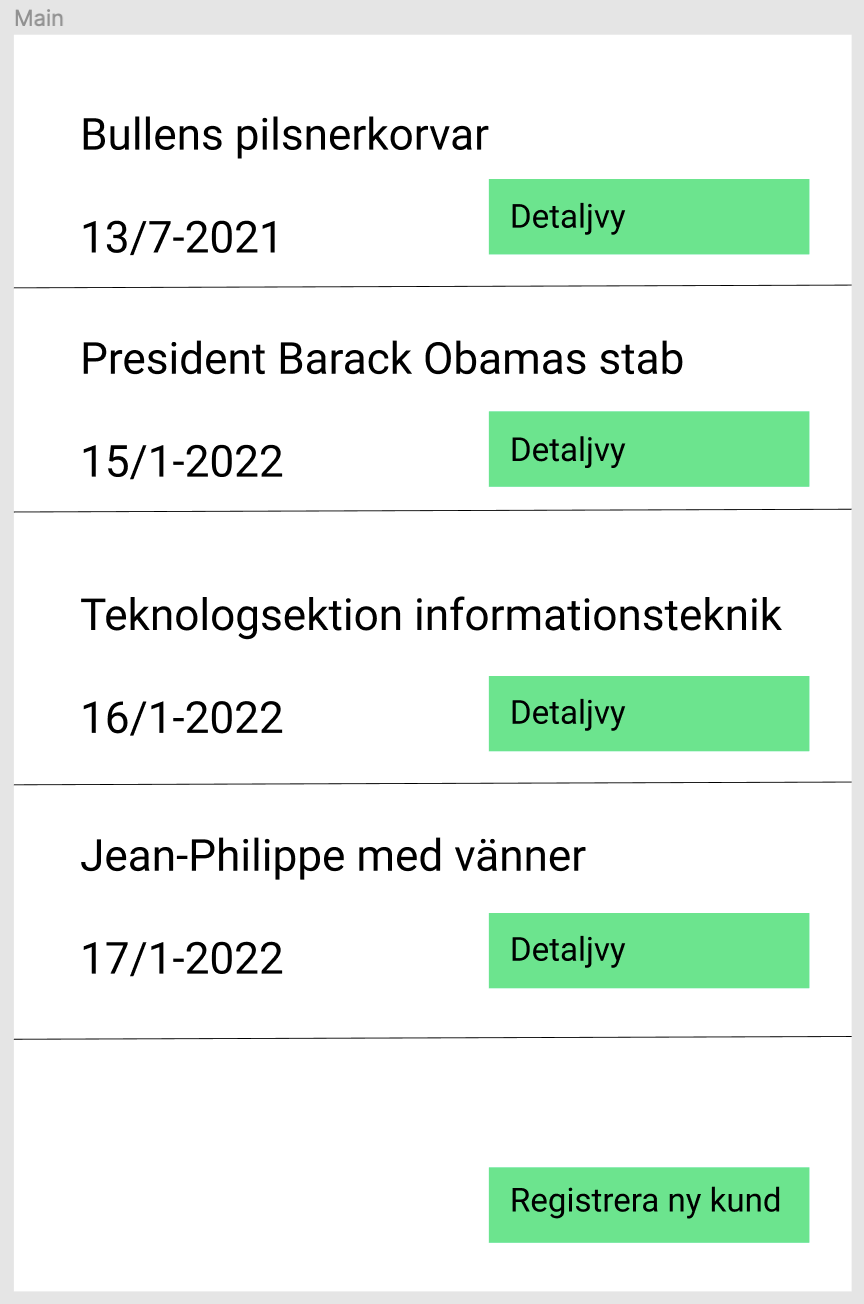 Main
Bullens pilsnerkorvar
13/7-2021
Detaljvy
President Barack Obamas stab
15/1-2022
Detaljvy
Teknologsektion informationsteknik
16/1-2022
Detaljvy
Jean-Philippe med vänner
17/1-2022
Detaljvy
Registrera ny kund